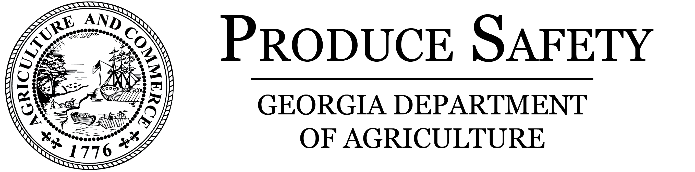 AGRICULTURE AND COMMERCE
1776
PRODUCE SAFETY
GEORGIA DEPARTMENT
OF AGRICULTURE